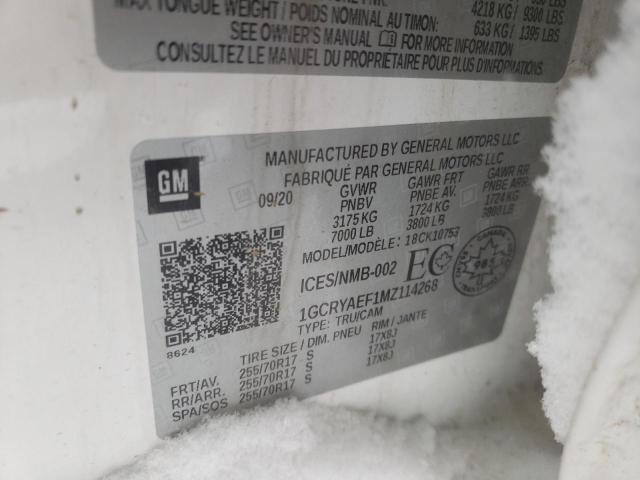 MAX TONGUE WEIGHT / POIDS NOMINAL AU TIMON:
4218 KG / 9300 LBS
633 KG / 1395 LBS
SEE OWNER'S MANUAL FOR MORE INFORMATION
CONSULTEZ LE MANUEL DU PROPRIÉTAIRE POUR PLUS D'INFORMATIONS
GM
MANUFACTURED BY GENERAL MOTORS LLC
FABRIQUÉ PAR GENERAL MOTORS LLC
09/20 GVWR GAWR FRT GAWR RR
PNBV PNBE AV. PNBE ARR.
3175 KG 1724 KG 1724 KG
7000 LB 3800 LB 3800 LB
MODEL/MODÈLE: 18CK10753
ICES/NMB-002 EC
1GCRYAEF1MZ114268
TYPE: TRU/CAM
8624
TIRE SIZE / DIM. PNEU RIM / JANTE
FRT/AV. 255/70R17 S 17X8J
RR/ARR. 255/70R17 S 17X8J
SPA/SOS 255/70R17 S 17X8J